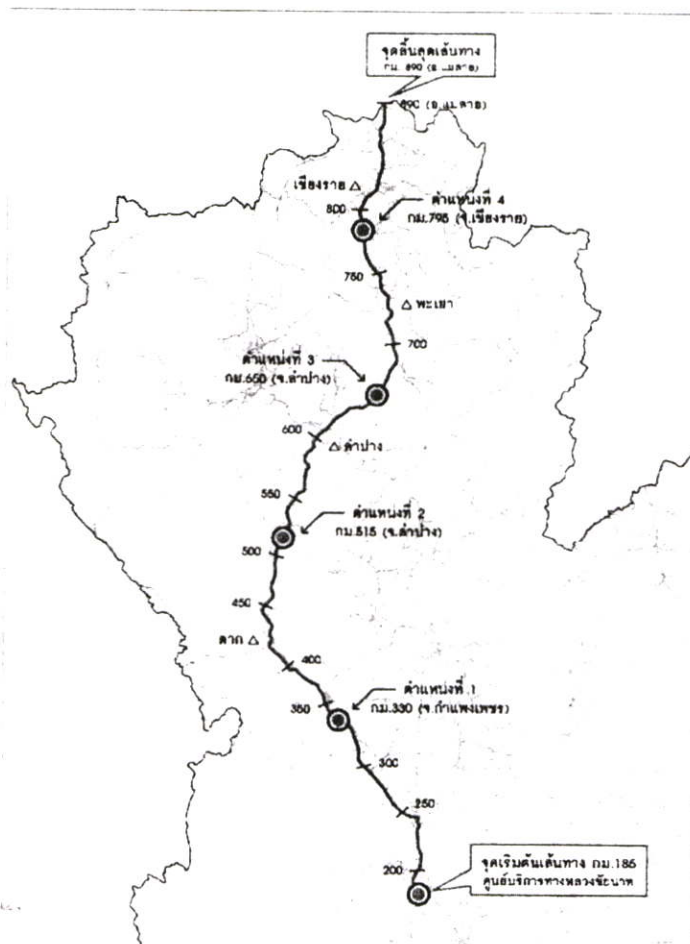 จุดสิ้นสุดเส้นทาง
กม. 890 (อ.แม่สาย)
890 (อ.แม่สาย)
เชียงราย
800
ตำแหน่งที่ 4
กม.795 (จ.เชียงราย)
750
พะเยา
700
ตำแหน่งที่ 3
กม.650 (จ.ลำปาง)
600
ลำปาง
550
ตำแหน่งที่ 2
กม.515 (จ.ลำปาง)
500
450
ตาก
400
ตำแหน่งที่ 1
กม.330 (จ.กำแพงเพชร)
350
300
250
จุดเริ่มต้นเส้นทาง กม.185
ศูนย์บริการทางหลวงชัยนาท
200